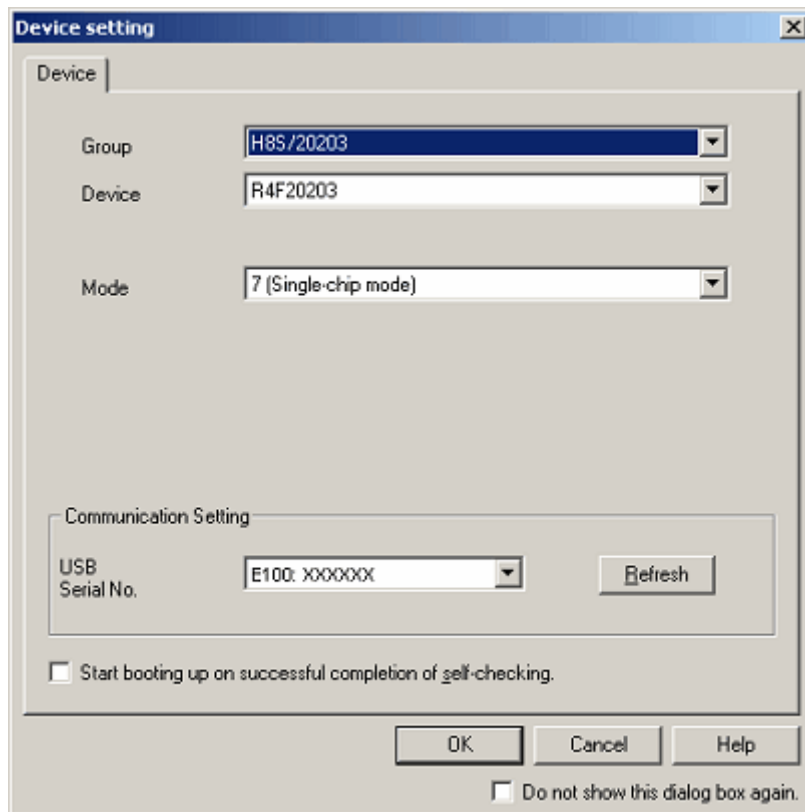 Device setting
Device
Group H8S/20203
Device R4F20203
Mode 7 (Single-chip mode)
Communication Setting
USB
Serial No. E100: XXXXXX Refresh
Start booting up on successful completion of self-checking.
OK Cancel Help
Do not show this dialog box again.